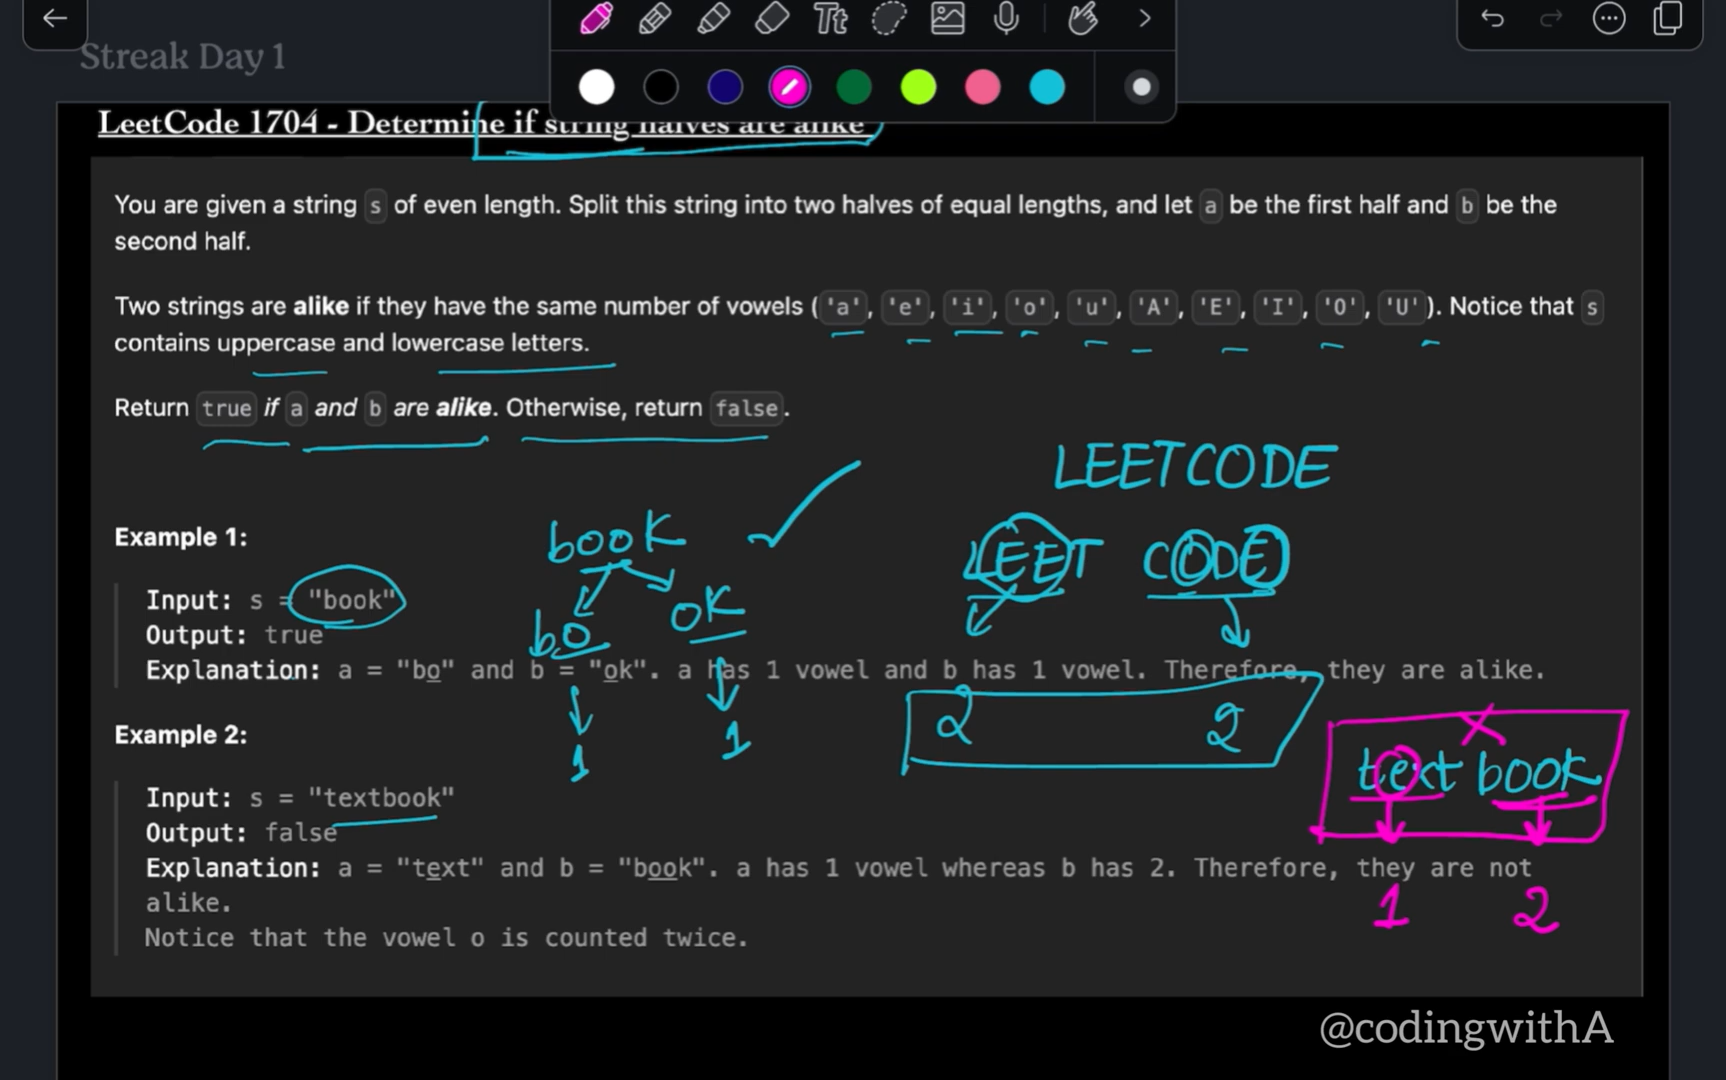 Tt
Streak Day 1
LeetCode 1704 - Determine if string halves are alike
You are given a string s of even length. Split this string into two halves of equal lengths, and let a be the first half and b be the
second half.
Two strings are alike if they have the same number of vowels ('a', 'e', 'i', 'o', 'u', 'A', 'E', 'I', 'O', 'U'). Notice that s
contains uppercase and lowercase letters.
Return true if a and b are alike. Otherwise, return false.
LEETCODE
book
LEET CODE
Example 1:
Input: s = "book"
bo ok
Output: true
Explanation: a = "bo" and b = "ok". a has 1 vowel and b has 1 vowel. Therefore, they are alike.
1 1
2 2
Example 2:
text book
Input: s = "textbook"
Output: false
Explanation: a = "text" and b = "book". a has 1 vowel whereas b has 2. Therefore, they are not
alike.
1 2
Notice that the vowel o is counted twice.
@codingwithA